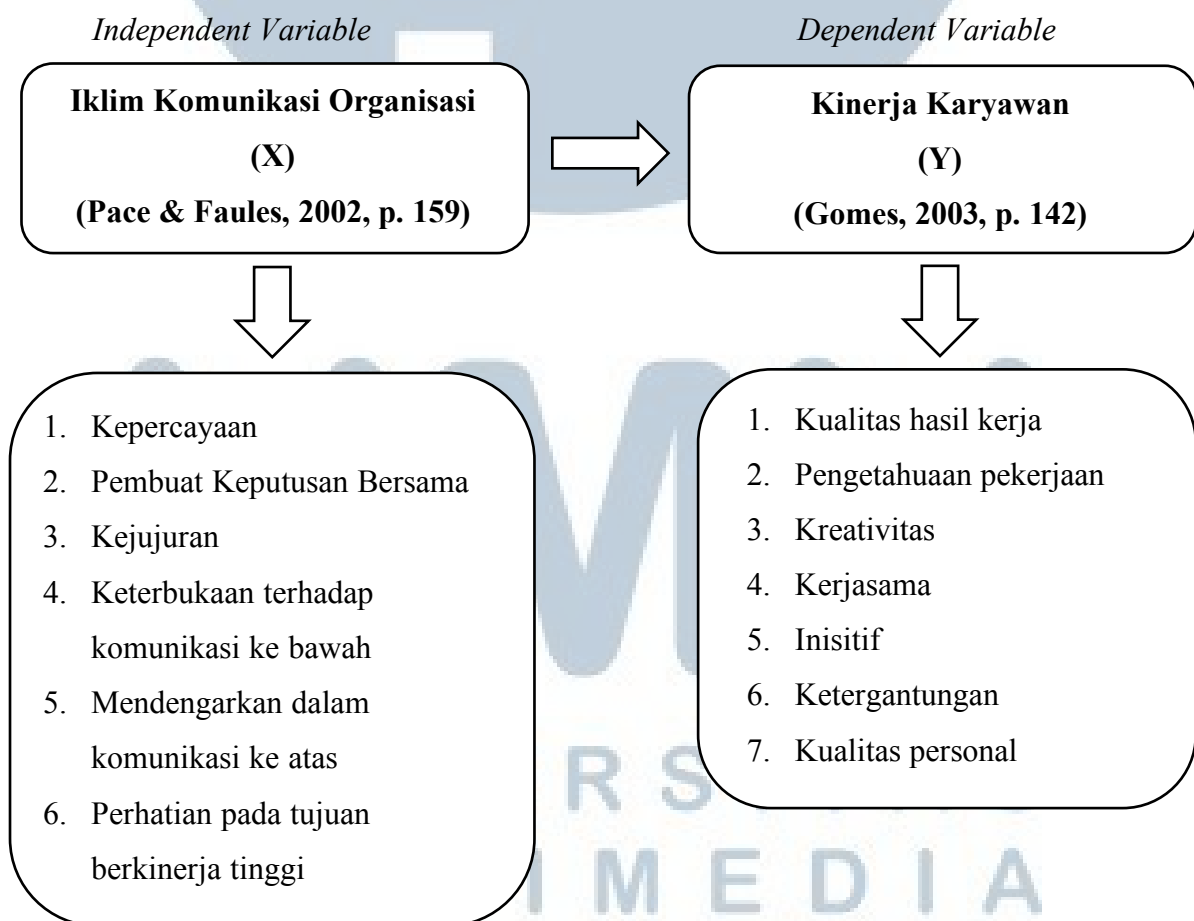 Independent Variable
Dependent Variable
Iklim Komunikasi Organisasi
(X)
(Pace & Faules, 2002, p. 159)
Kinerja Karyawan
(Y)
(Gomes, 2003, p. 142)
1. Kepercayaan
2. Pembuat Keputusan Bersama
3. Kejujuran
4. Keterbukaan terhadap
komunikasi ke bawah
5. Mendengarkan dalam
komunikasi ke atas
6. Perhatian pada tujuan
berkinerja tinggi
1. Kualitas hasil kerja
2. Pengetahuaan pekerjaan
3. Kreativitas
4. Kerjasama
5. Inisitif
6. Ketergantungan
7. Kualitas personal